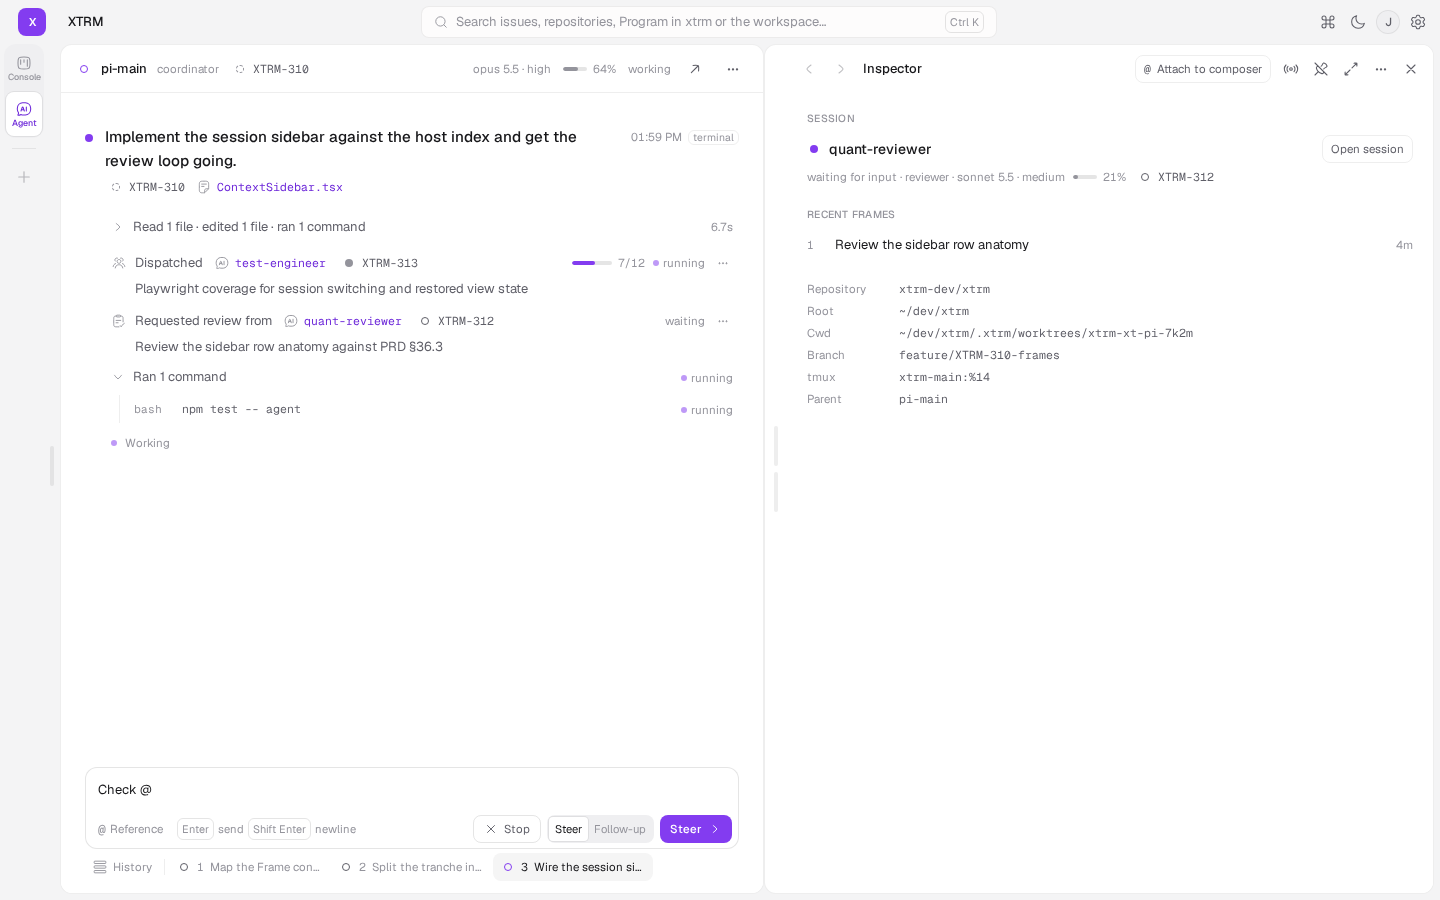 X
XTRM
Search issues, repositories, Program in xtrm or the workspace…
Ctrl K
J
Console
AI
Agent
pi-main coordinator XTRM-310
opus 5.5 · high 64% working
Implement the session sidebar against the host index and get the
review loop going.
01:59 PM terminal
XTRM-310 ContextSidebar.tsx
Read 1 file · edited 1 file · ran 1 command 6.7s
Dispatched AI test-engineer XTRM-313 7/12 running
Playwright coverage for session switching and restored view state
Requested review from AI quant-reviewer XTRM-312 waiting
Review the sidebar row anatomy against PRD §36.3
Ran 1 command running
bash npm test -- agent running
Working
Check @
@ Reference Enter send Shift Enter newline
Stop Steer Follow-up Steer
History 1 Map the Frame con… 2 Split the tranche in… 3 Wire the session si…
Inspector
@ Attach to composer
SESSION
quant-reviewer Open session
waiting for input · reviewer · sonnet 5.5 · medium 21% XTRM-312
RECENT FRAMES
1 Review the sidebar row anatomy 4m
Repository xtrm-dev/xtrm
Root ~/dev/xtrm
Cwd ~/dev/xtrm/.xtrm/worktrees/xtrm-xt-pi-7k2m
Branch feature/XTRM-310-frames
tmux xtrm-main:%14
Parent pi-main